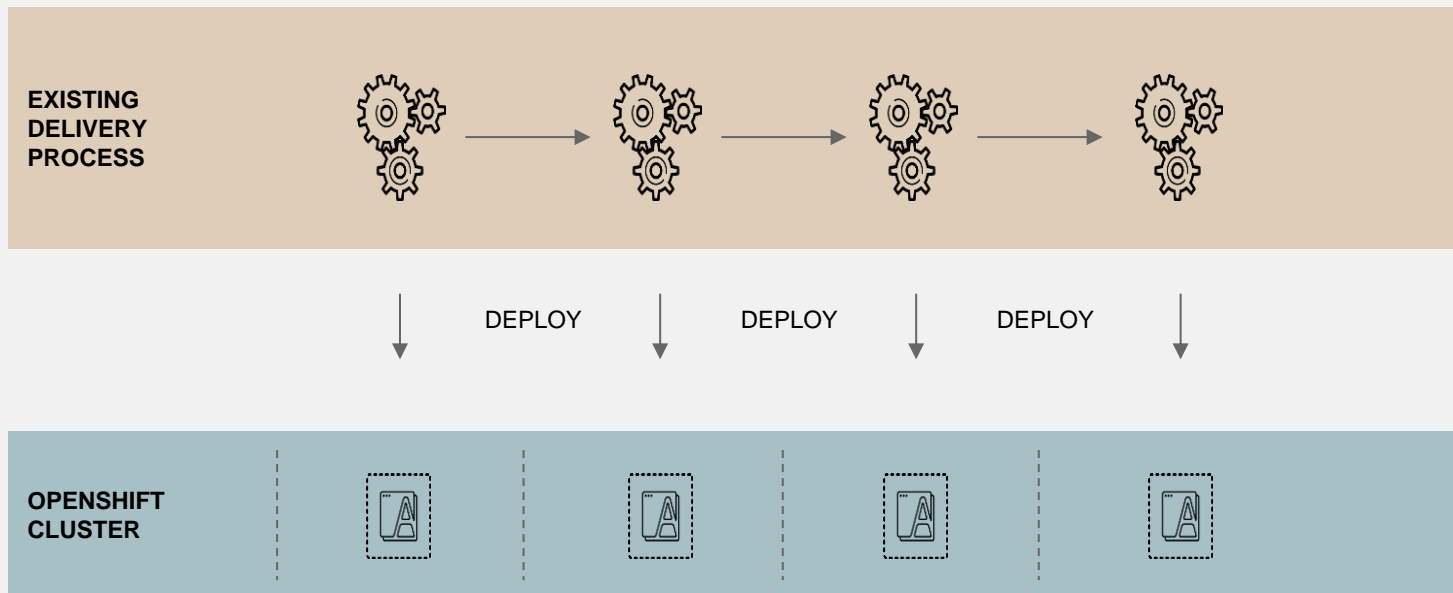 EXISTING
DELIVERY
PROCESS
DEPLOY
DEPLOY
DEPLOY
OPENSHIFT
CLUSTER
A
A
A
A